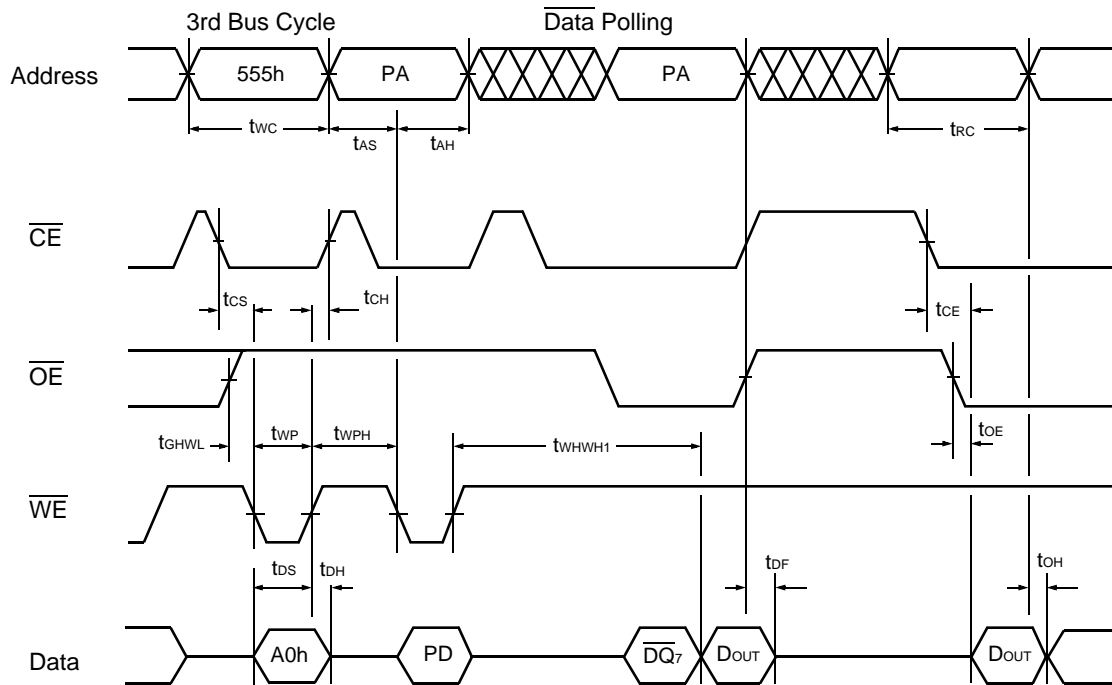 3rd Bus Cycle Data Polling
Address 555h PA PA
tWC tAS tAH tRC
CE
tCS tCH tCE
OE
tGHWL tWP tWPH tWHWH1 tOE
WE
tDS tDH tDF tOH
Data A0h PD DQ7 DOUT DOUT